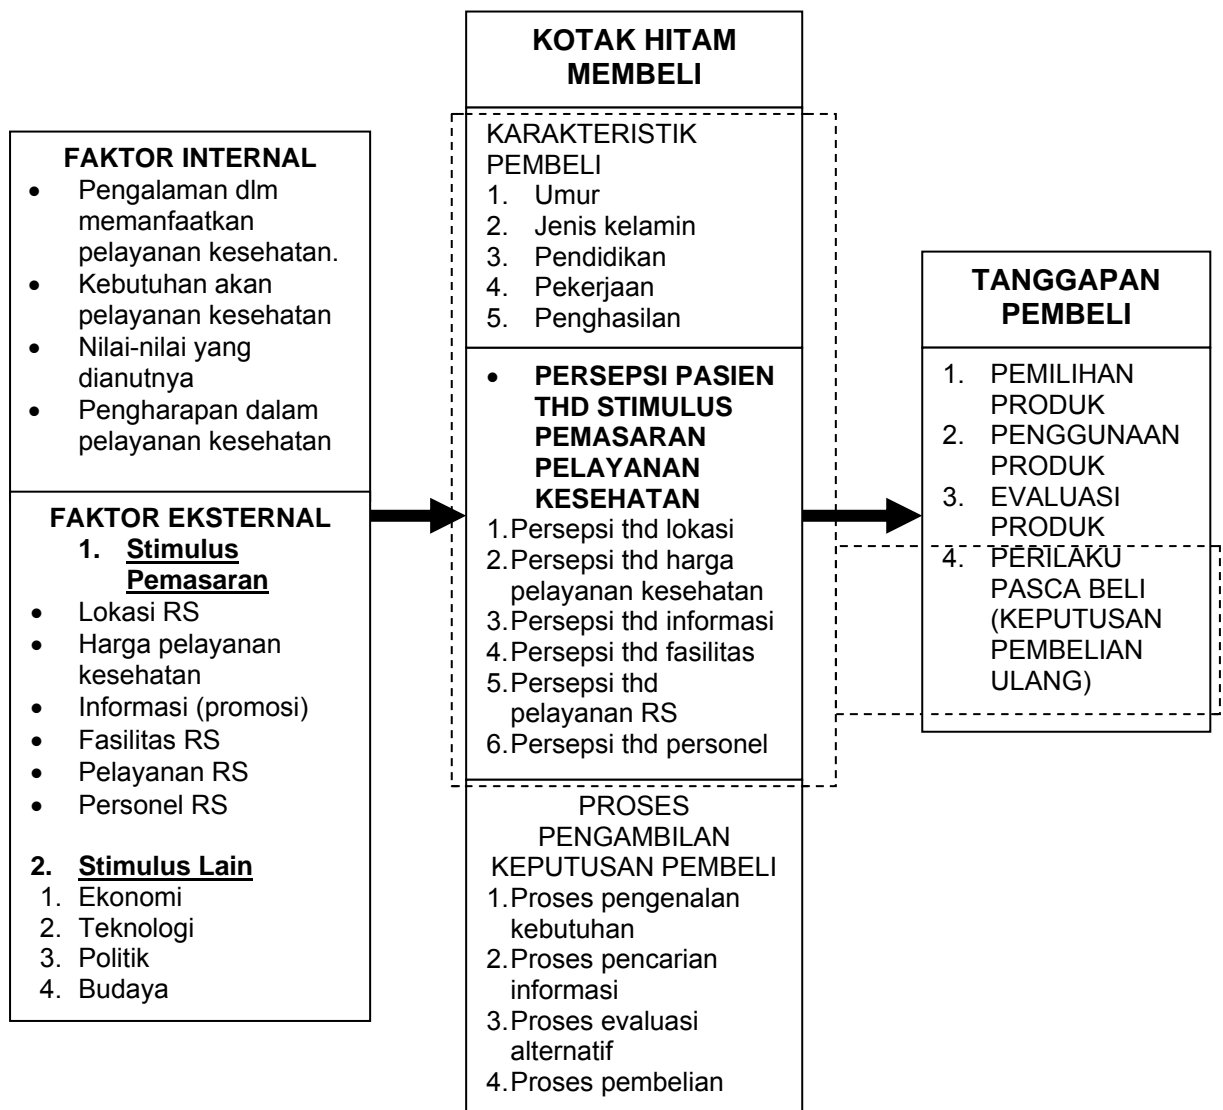 FAKTOR INTERNAL
• Pengalaman dlm
memanfaatkan
pelayanan kesehatan.
• Kebutuhan akan
pelayanan kesehatan
• Nilai-nilai yang
dianutnya
• Pengharapan dalam
pelayanan kesehatan
FAKTOR EKSTERNAL
1. Stimulus
Pemasaran
• Lokasi RS
• Harga pelayanan
kesehatan
• Informasi (promosi)
• Fasilitas RS
• Pelayanan RS
• Personel RS
2. Stimulus Lain
1. Ekonomi
2. Teknologi
3. Politik
4. Budaya
KOTAK HITAM
MEMBELI
KARAKTERISTIK
PEMBELI
1. Umur
2. Jenis kelamin
3. Pendidikan
4. Pekerjaan
5. Penghasilan
• PERSEPSI PASIEN
THD STIMULUS
PEMASARAN
PELAYANAN
KESEHATAN
1. Persepsi thd lokasi
2. Persepsi thd harga
pelayanan kesehatan
3. Persepsi thd informasi
4. Persepsi thd fasilitas
5. Persepsi thd
pelayanan RS
6. Persepsi thd personel
PROSES
PENGAMBILAN
KEPUTUSAN PEMBELI
1. Proses pengenalan
kebutuhan
2. Proses pencarian
informasi
3. Proses evaluasi
alternatif
4. Proses pembelian
TANGGAPAN
PEMBELI
1. PEMILIHAN
PRODUK
2. PENGGUNAAN
PRODUK
3. EVALUASI
PRODUK
4. PERILAKU
PASCA BELI
(KEPUTUSAN
PEMBELIAN
ULANG)